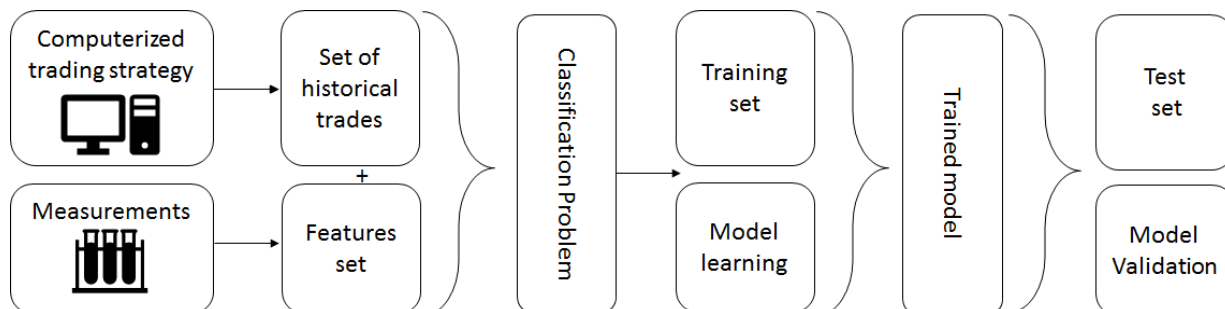 Computerized
trading strategy
Set of
historical
trades
+
Measurements
Features
set
Classification Problem
Training
set
Model
learning
Trained model
Test
set
Model
Validation